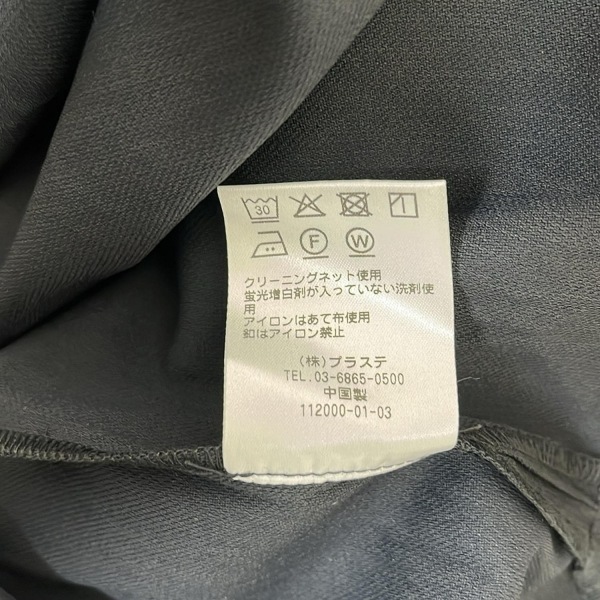 30
F W
クリーニングネット使用
蛍光増白剤が入っていない洗剤使
用
アイロンはあて布使用
釦はアイロン禁止
(株)プラステ
TEL.03-6865-0500
中国製
112000-01-03